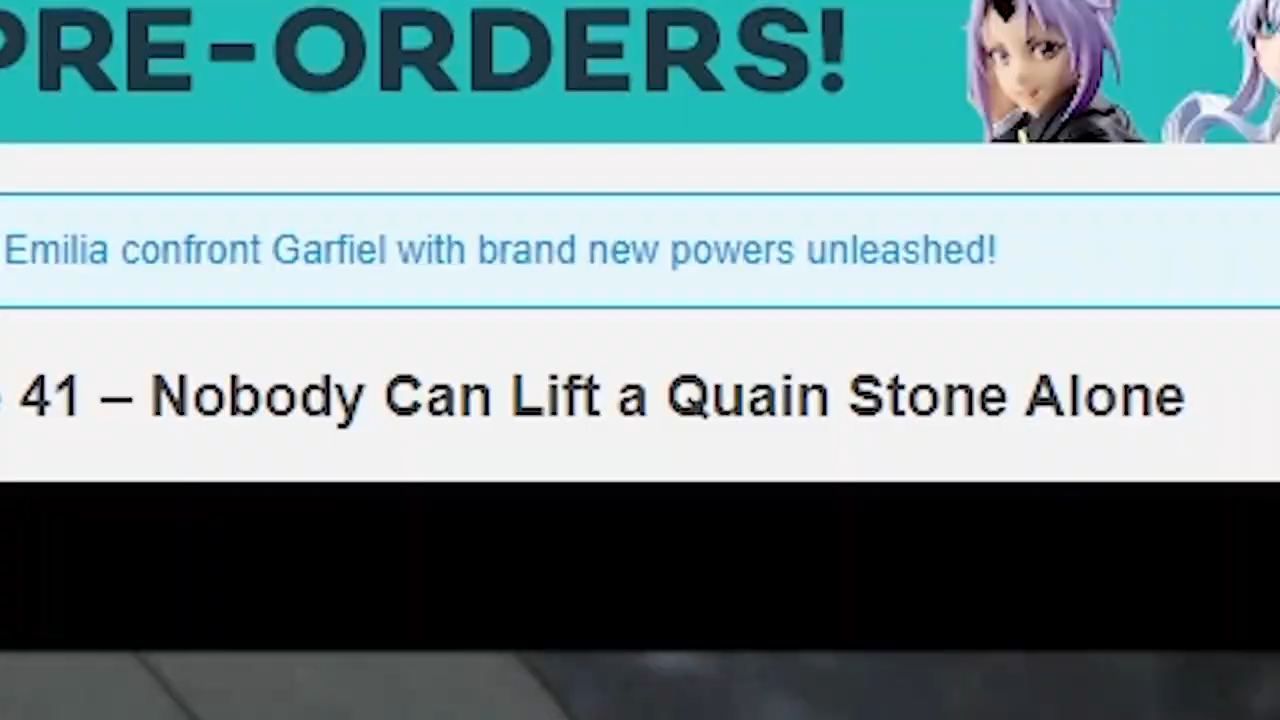 PRE-ORDERS!
Emilia confront Garfiel with brand new powers unleashed!
41 – Nobody Can Lift a Quain Stone Alone